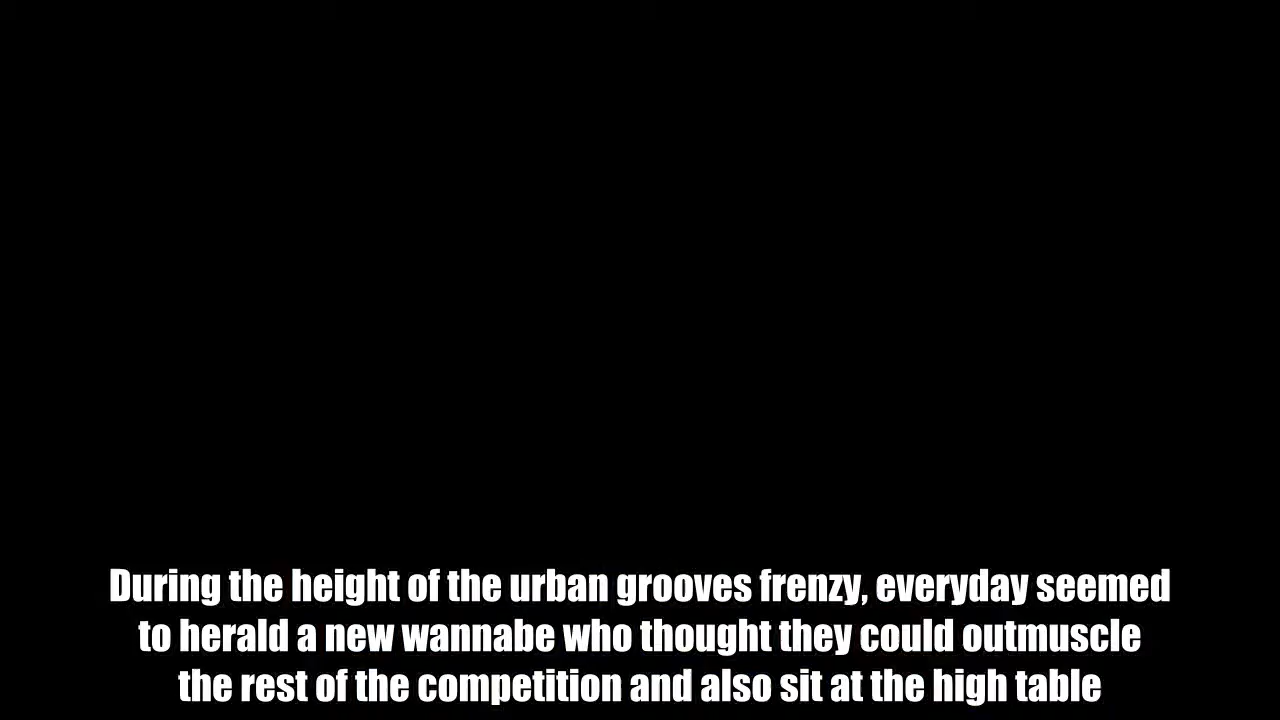 During the height of the urban grooves frenzy, everyday seemed
to herald a new wannabe who thought they could outmuscle
the rest of the competition and also sit at the high table